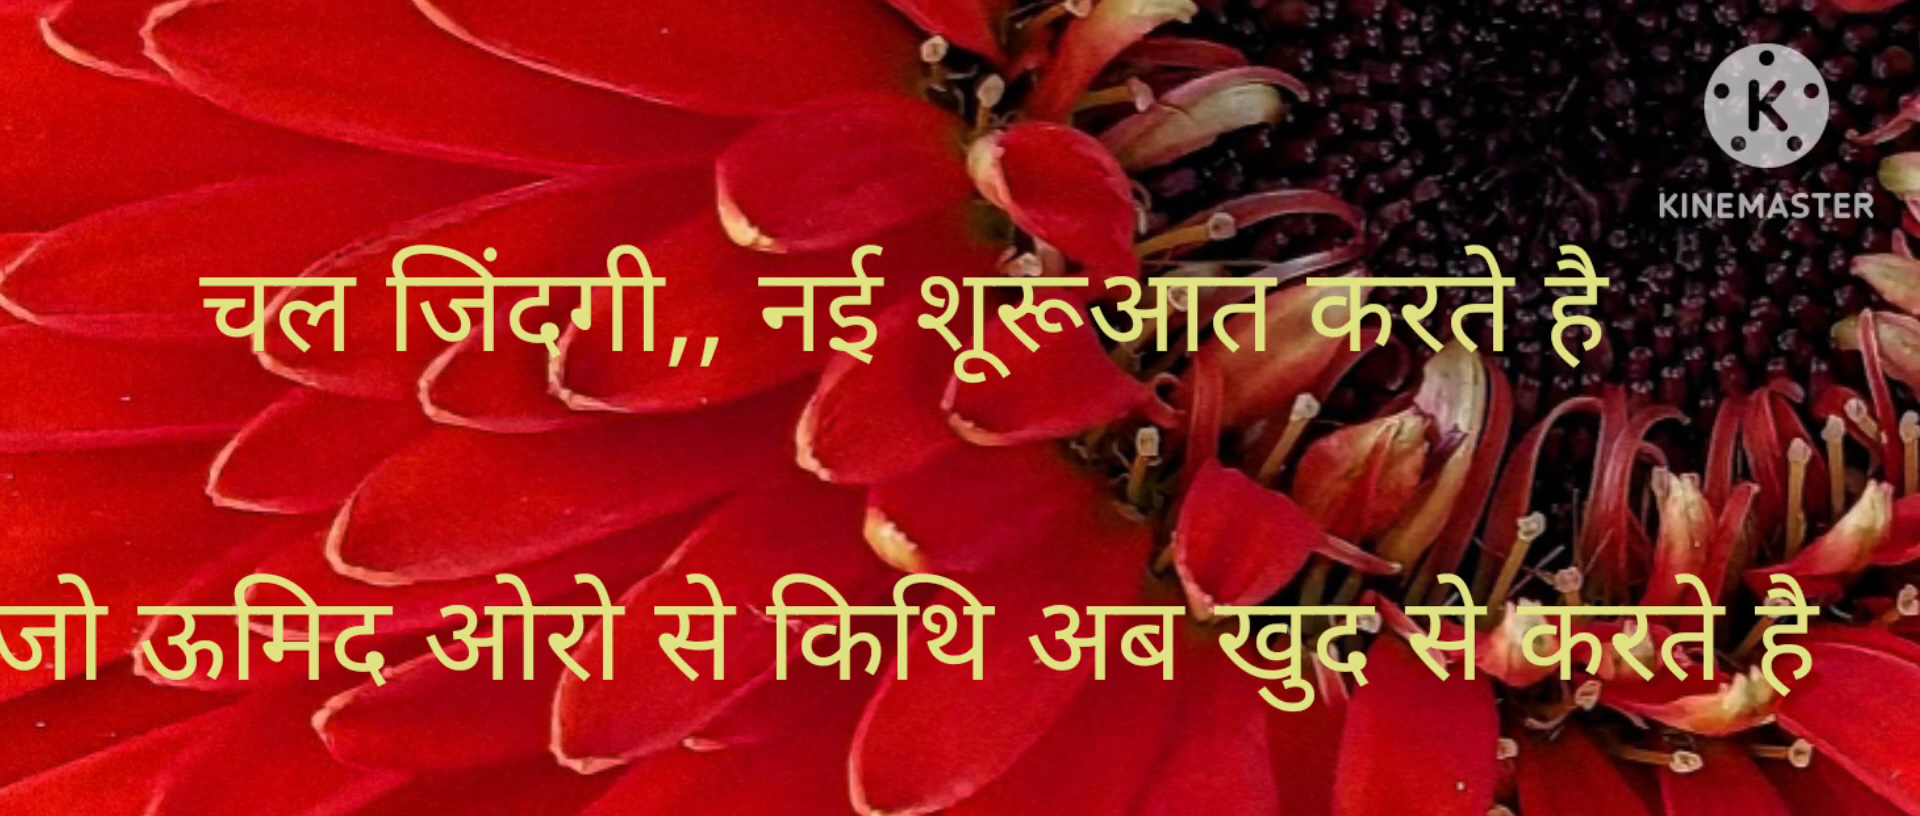 KINEMASTER
चल जिंदगी,, नई शूरूआत करते है
जो ऊमिद ओरो से किथि अब खुद से करते है